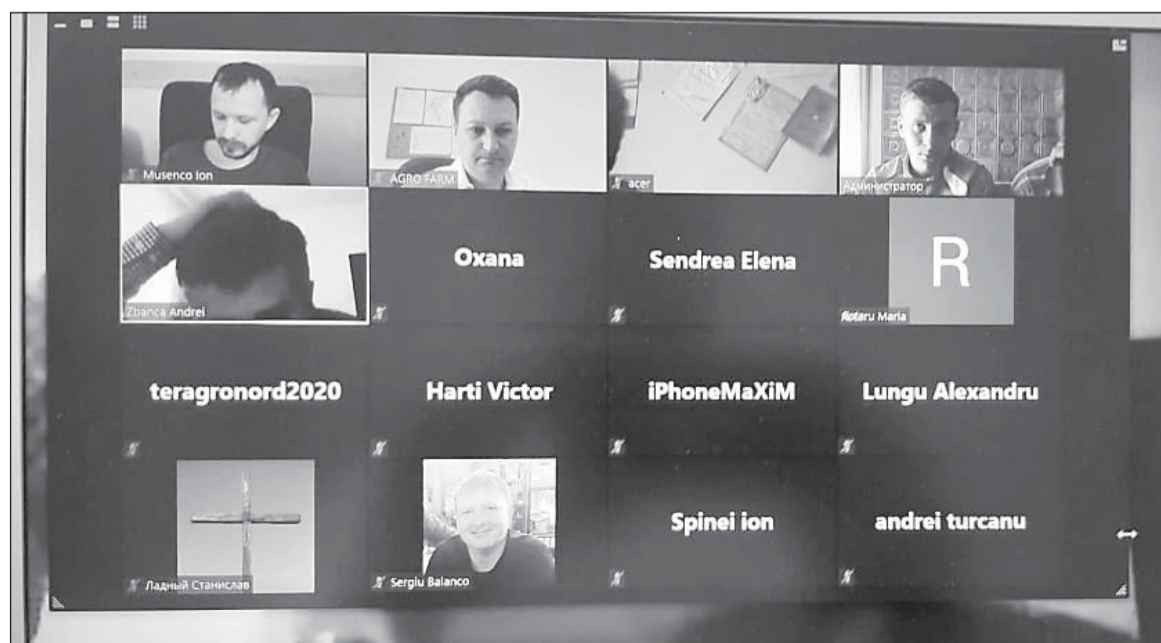 Musenco Ion
AGRO FARM
acer
Администратор
Zbanca Andrei
Oxana
Sendrea Elena
R
Rotaru Maria
teragronord2020
Harti Victor
iPhoneMaXiM
Lungu Alexandru
Ладный Станислав
Sergiu Balanco
Spinei ion
andrei turcanu